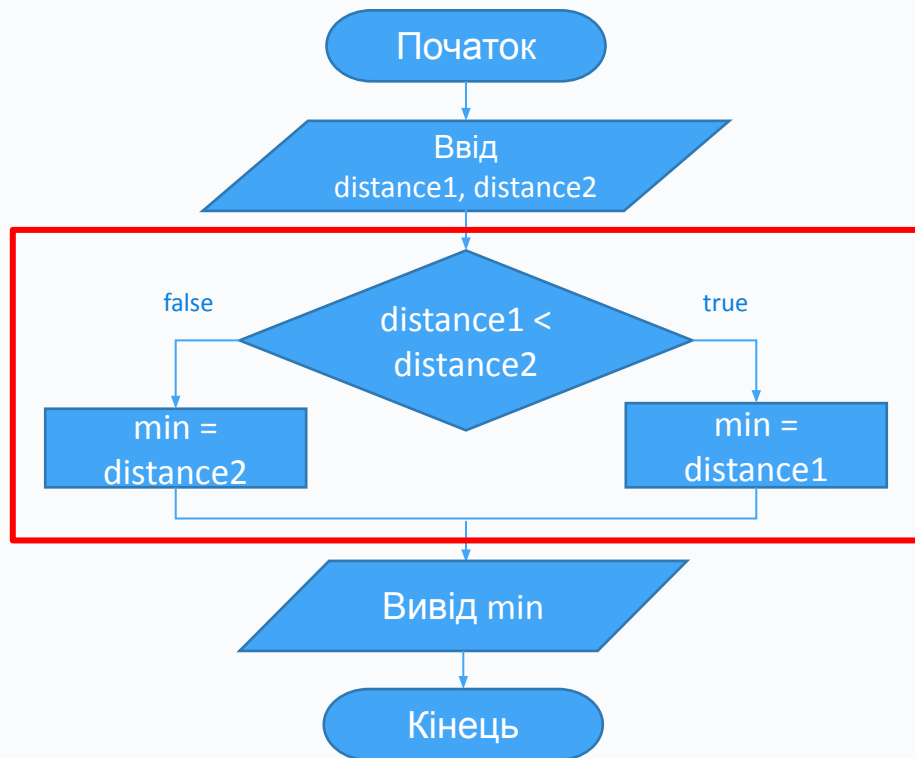 Початок
Ввід
distance1, distance2
false
true
distance1 <
distance2
min =
distance2
min =
distance1
Вивід min
Кінець